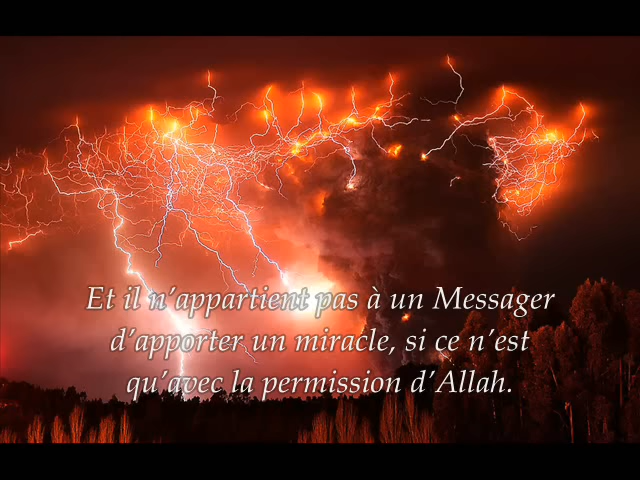 Et il n’appartient pas à un Messager
d’apporter un miracle, si ce n’est
qu’avec la permission d’Allah.